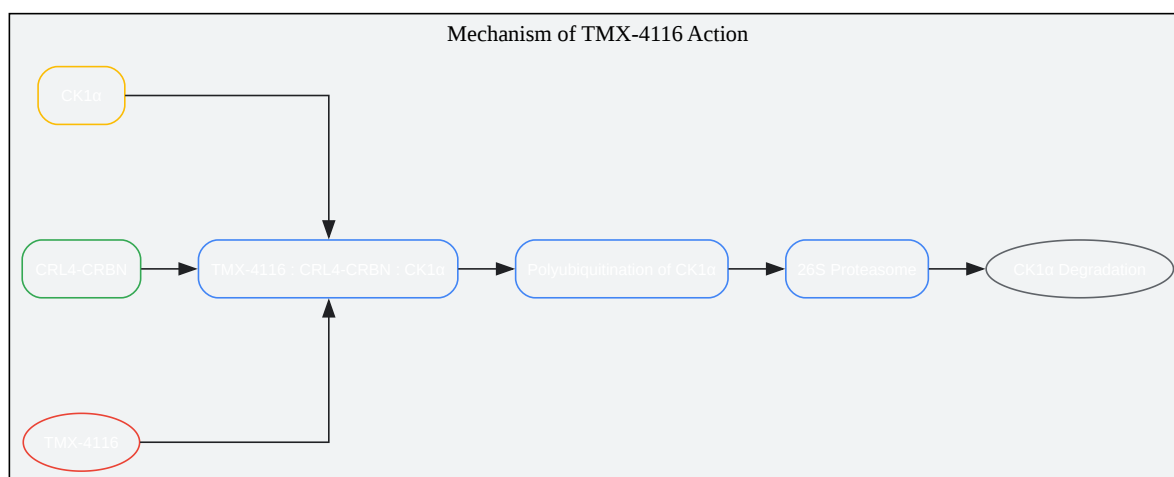 Mechanism of TMX-4116 Action
CK1α
CRL4-CRBN
TMX-4116 : CRL4-CRBN : CK1α
Polyubiquitination of CK1α
26S Proteasome
CK1α Degradation
TMX-4116